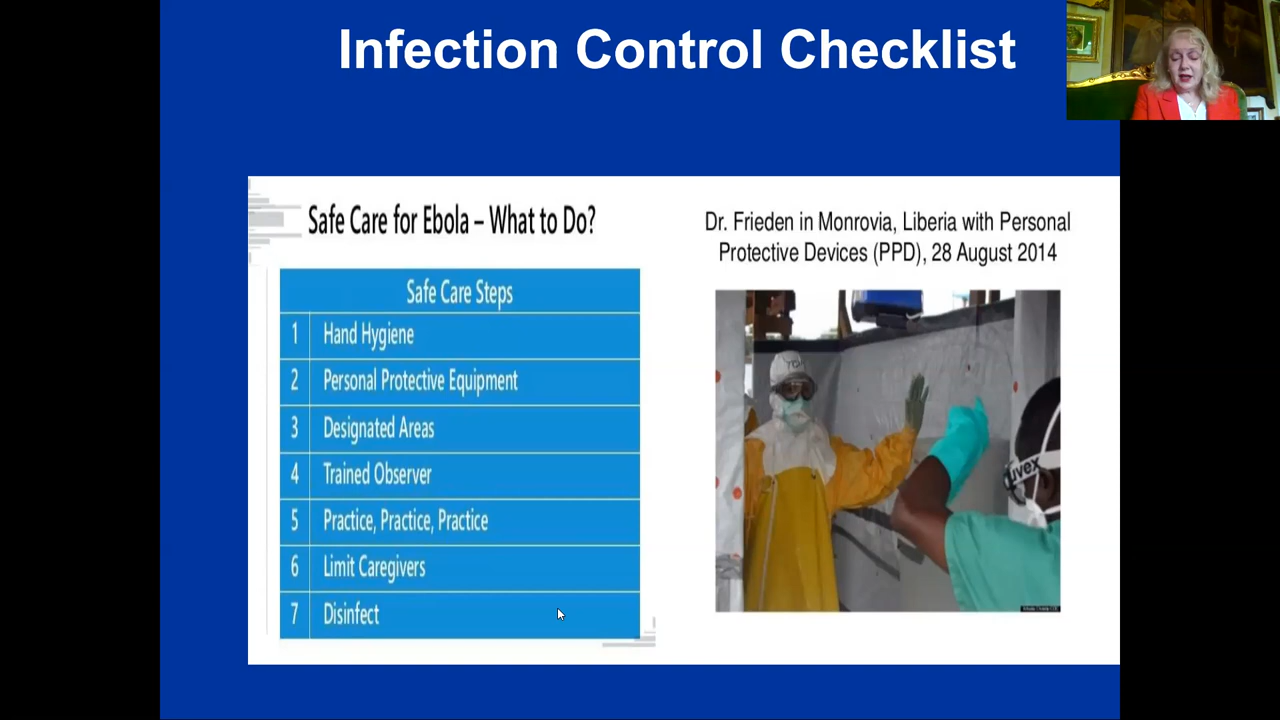 Infection Control Checklist
Safe Care for Ebola – What to Do?
Safe Care Steps
1 Hand Hygiene
2 Personal Protective Equipment
3 Designated Areas
4 Trained Observer
5 Practice, Practice, Practice
6 Limit Caregivers
7 Disinfect
Dr. Frieden in Monrovia, Liberia with Personal
Protective Devices (PPD), 28 August 2014
uvex